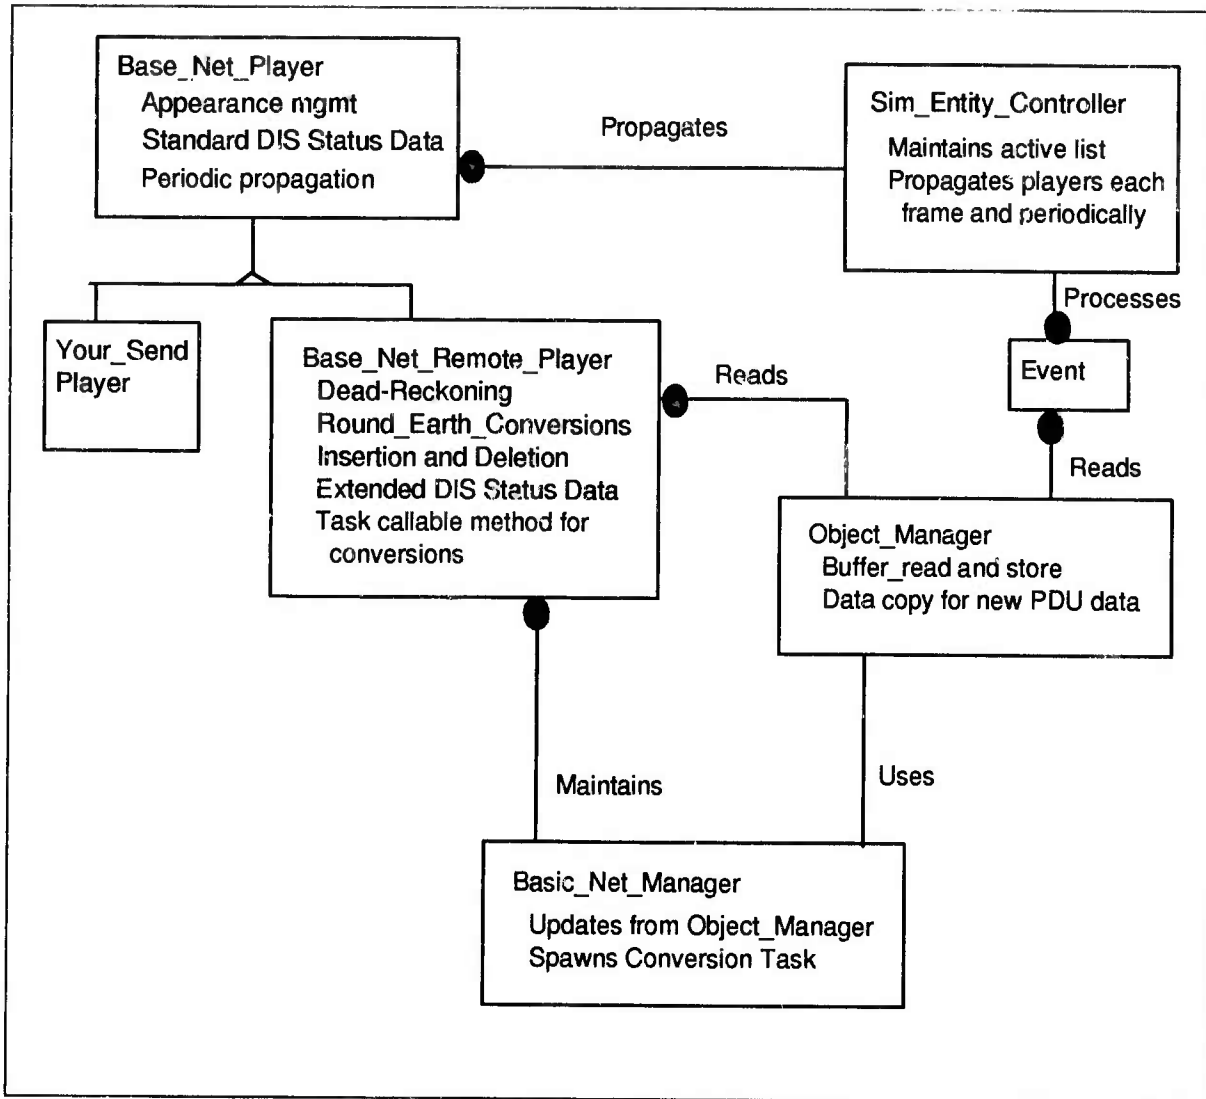 Base_Net_Player
Appearance mgmt
Standard DIS Status Data
Periodic propagation
Propagates
Sim_Entity_Controller
Maintains active list
Propagates players each
frame and periodically
Processes
Your_Send
Player
Base_Net_Remote_Player
Dead-Reckoning
Round_Earth_Conversions
Insertion and Deletion
Extended DIS Status Data
Task callable method for
conversions
Reads
Event
Reads
Object_Manager
Buffer_read and store
Data copy for new PDU data
Maintains
Uses
Basic_Net_Manager
Updates from Object_Manager
Spawns Conversion Task